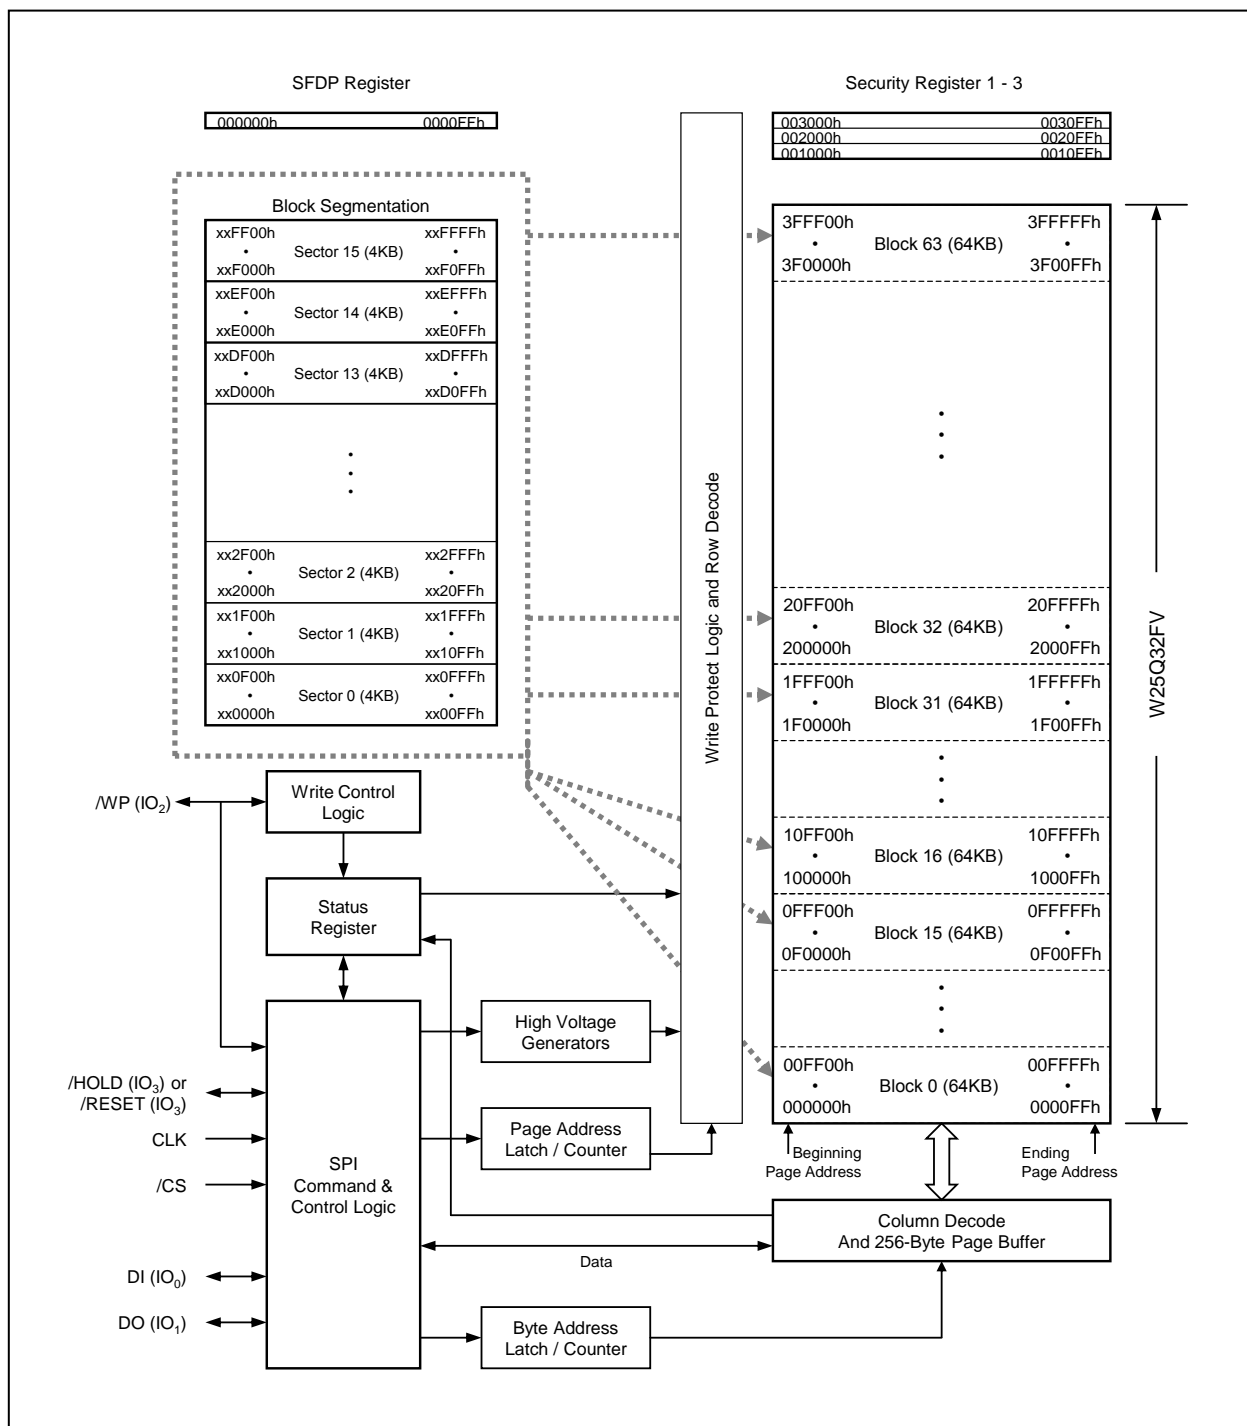 SFDP Register
000000h 0000FFh
Security Register 1 - 3
003000h 0030FFh
002000h 0020FFh
001000h 0010FFh
Block Segmentation
xxFF00h xxFFFFh
• Sector 15 (4KB) •
xxF000h xxF0FFh
xxEF00h xxEFFFh
• Sector 14 (4KB) •
xxE000h xxE0FFh
xxDF00h xxDFFFh
• Sector 13 (4KB) •
xxD000h xxD0FFh
xx2F00h xx2FFFh
• Sector 2 (4KB) •
xx2000h xx20FFh
xx1F00h xx1FFFh
• Sector 1 (4KB) •
xx1000h xx10FFh
xx0F00h xx0FFFh
• Sector 0 (4KB) •
xx0000h xx00FFh
Write Protect Logic and Row Decode
3FFF00h 3FFFFFh
• Block 63 (64KB) •
3F0000h 3F00FFh
20FF00h 20FFFFh
• Block 32 (64KB) •
200000h 2000FFh
1FFF00h 1FFFFFh
• Block 31 (64KB) •
1F0000h 1F00FFh
10FF00h 10FFFFh
• Block 16 (64KB) •
100000h 1000FFh
0FFF00h 0FFFFFh
• Block 15 (64KB) •
0F0000h 0F00FFh
00FF00h 00FFFFh
• Block 0 (64KB) •
000000h 0000FFh
W25Q32FV
Beginning
Page Address
Ending
Page Address
/WP (IO2)
Write Control
Logic
Status
Register
High Voltage
Generators
/HOLD (IO3) or
/RESET (IO3)
CLK
/CS
DI (IO0)
DO (IO1)
SPI
Command &
Control Logic
Page Address
Latch / Counter
Column Decode
And 256-Byte Page Buffer
Data
Byte Address
Latch / Counter